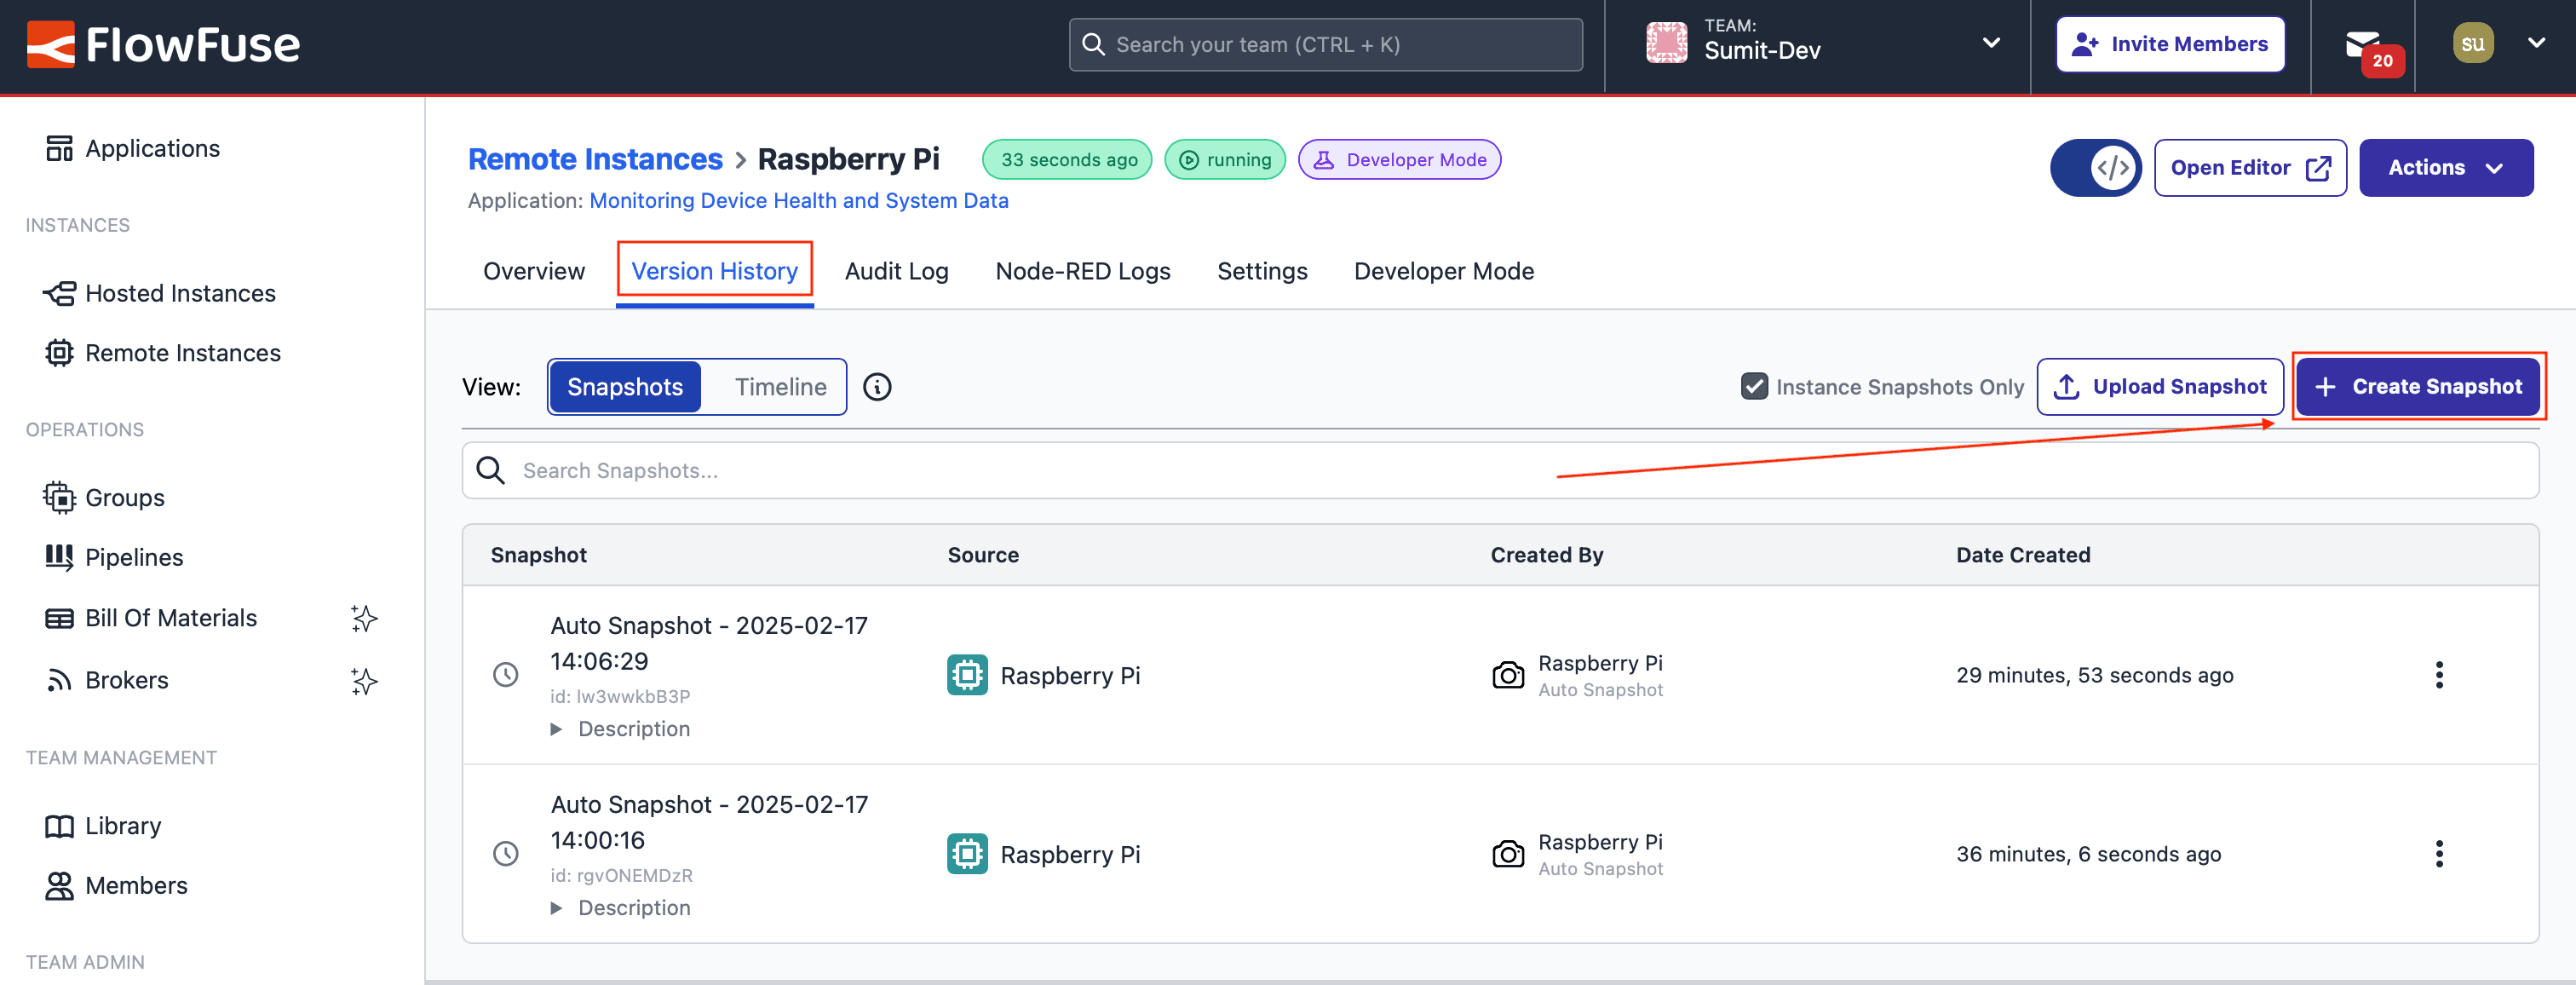 FlowFuse
Search your team (CTRL + K)
TEAM:
Sumit-Dev
Invite Members
20
su
Applications
INSTANCES
Hosted Instances
Remote Instances
OPERATIONS
Groups
Pipelines
Bill Of Materials
Brokers
TEAM MANAGEMENT
Library
Members
TEAM ADMIN
Remote Instances > Raspberry Pi
33 seconds ago
running
Developer Mode
Application: Monitoring Device Health and System Data
</> Open Editor
Actions
Overview
Version History
Audit Log
Node-RED Logs
Settings
Developer Mode
View:
Snapshots
Timeline
Instance Snapshots Only
Upload Snapshot
+ Create Snapshot
Search Snapshots...
Snapshot
Source
Created By
Date Created
Auto Snapshot - 2025-02-17
14:06:29
id: lw3wwkbB3P
Description
Raspberry Pi
Raspberry Pi
Auto Snapshot
29 minutes, 53 seconds ago
Auto Snapshot - 2025-02-17
14:00:16
id: rgvONEMDzR
Description
Raspberry Pi
Raspberry Pi
Auto Snapshot
36 minutes, 6 seconds ago